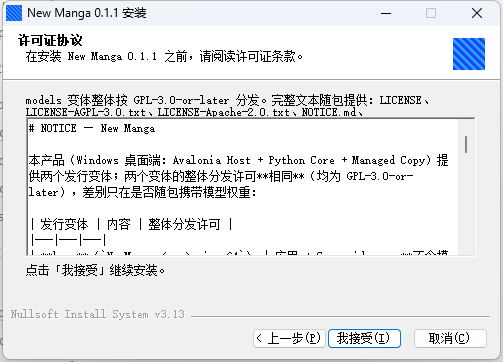 New Manga 0.1.1 安装
许可证协议
在安装 New Manga 0.1.1 之前，请阅读许可证条款。
models 变体整体按 GPL-3.0-or-later 分发。完整文本随包提供：LICENSE、
LICENSE-AGPL-3.0.txt、LICENSE-Apache-2.0.txt、NOTICE.md、
# NOTICE — New Manga
本产品（Windows 桌面端：Avalonia Host + Python Core + Managed Copy）提
供两个发行变体；两个变体的整体分发许可**相同**（均为 GPL-3.0-or-
later），差别只在是否随包携带模型权重：
| 发行变体 | 内容 | 整体分发许可 |
|---|---|---|
点击「我接受」继续安装。
Nullsoft Install System v3.13
< 上一步(P)
我接受(I)
取消(C)